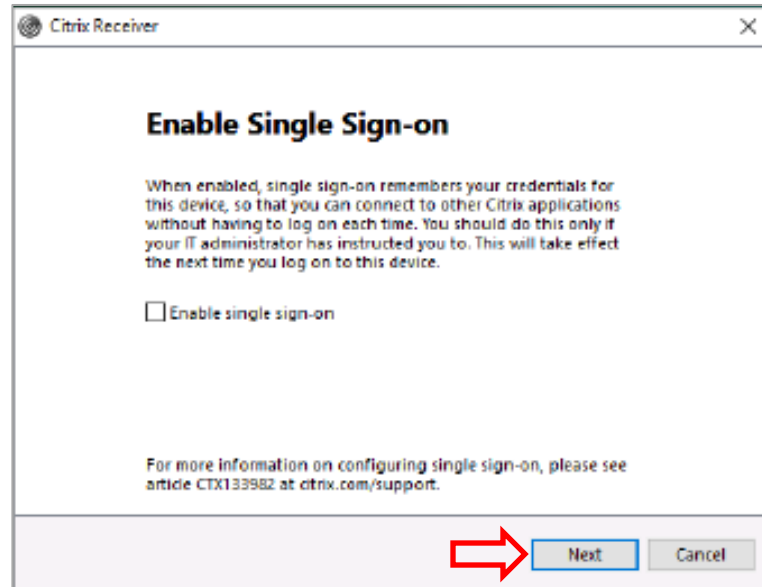 Citrix Receiver
Enable Single Sign-on
When enabled, single sign-on remembers your credentials for
this device, so that you can connect to other Citrix applications
without having to log on each time. You should do this only if
your IT administrator has instructed you to. This will take effect
the next time you log on to this device.
Enable single sign-on
For more information on configuring single sign-on, please see
article CTX133982 at citrix.com/support.
Next Cancel